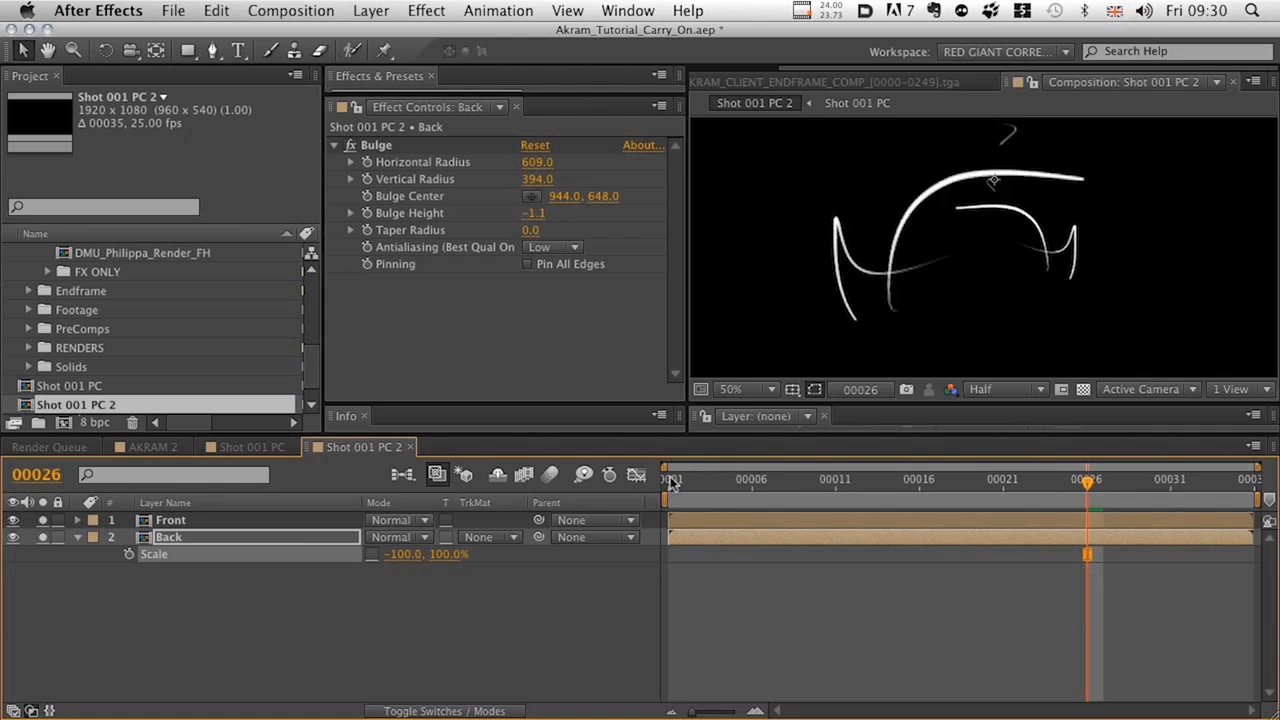 After Effects File Edit Composition Layer Effect Animation View Window Help 24.00 23.73 7 Fri 09:30
Akram_Tutorial_Carry_On.aep *
Workspace: RED GIANT CORRE... Search Help
Project Effects & Presets KRAM_CLIENT_ENDFRAME_COMP_[0000-0249].tga Composition: Shot 001 PC 2
Shot 001 PC 2
1920 x 1080 (960 x 540) (1.00)
Δ 00035, 25.00 fps
Effect Controls: Back
Shot 001 PC 2 Shot 001 PC
Shot 001 PC 2 • Back
fx Bulge Reset About...
Horizontal Radius 609.0
Vertical Radius 394.0
Bulge Center 944.0, 648.0
Bulge Height -1.1
Taper Radius 0.0
Antialiasing (Best Qual On Low
Pinning Pin All Edges
Name
DMU_Philippa_Render_FH
FX ONLY
Endframe
Footage
PreComps
RENDERS
Solids
Shot 001 PC
Shot 001 PC 2
8 bpc
50% 00026 Half Active Camera 1 View
Info Layer: (none)
Render Queue AKRAM 2 Shot 001 PC Shot 001 PC 2
00026
00006 00011 00016 00021 00026 00031
# Layer Name Mode T TrkMat Parent
1 Front Normal None
2 Back Normal None None
Scale -100.0, 100.0%
Toggle Switches / Modes